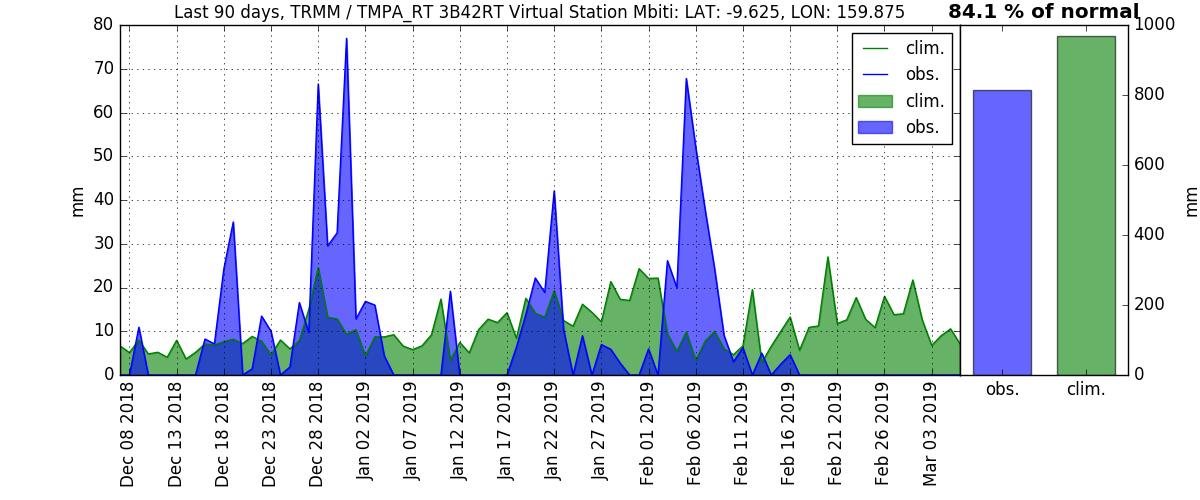 Last 90 days, TRMM / TMPA_RT 3B42RT Virtual Station Mbiti: LAT: -9.625, LON: 159.875
84.1 % of normal
80
70
60
50
40
30
20
10
0
mm
clim.
obs.
clim.
obs.
1000
800
600
400
200
0
mm
obs.
clim.
Dec 08 2018
Dec 13 2018
Dec 18 2018
Dec 23 2018
Dec 28 2018
Jan 02 2019
Jan 07 2019
Jan 12 2019
Jan 17 2019
Jan 22 2019
Jan 27 2019
Feb 01 2019
Feb 06 2019
Feb 11 2019
Feb 16 2019
Feb 21 2019
Feb 26 2019
Mar 03 2019